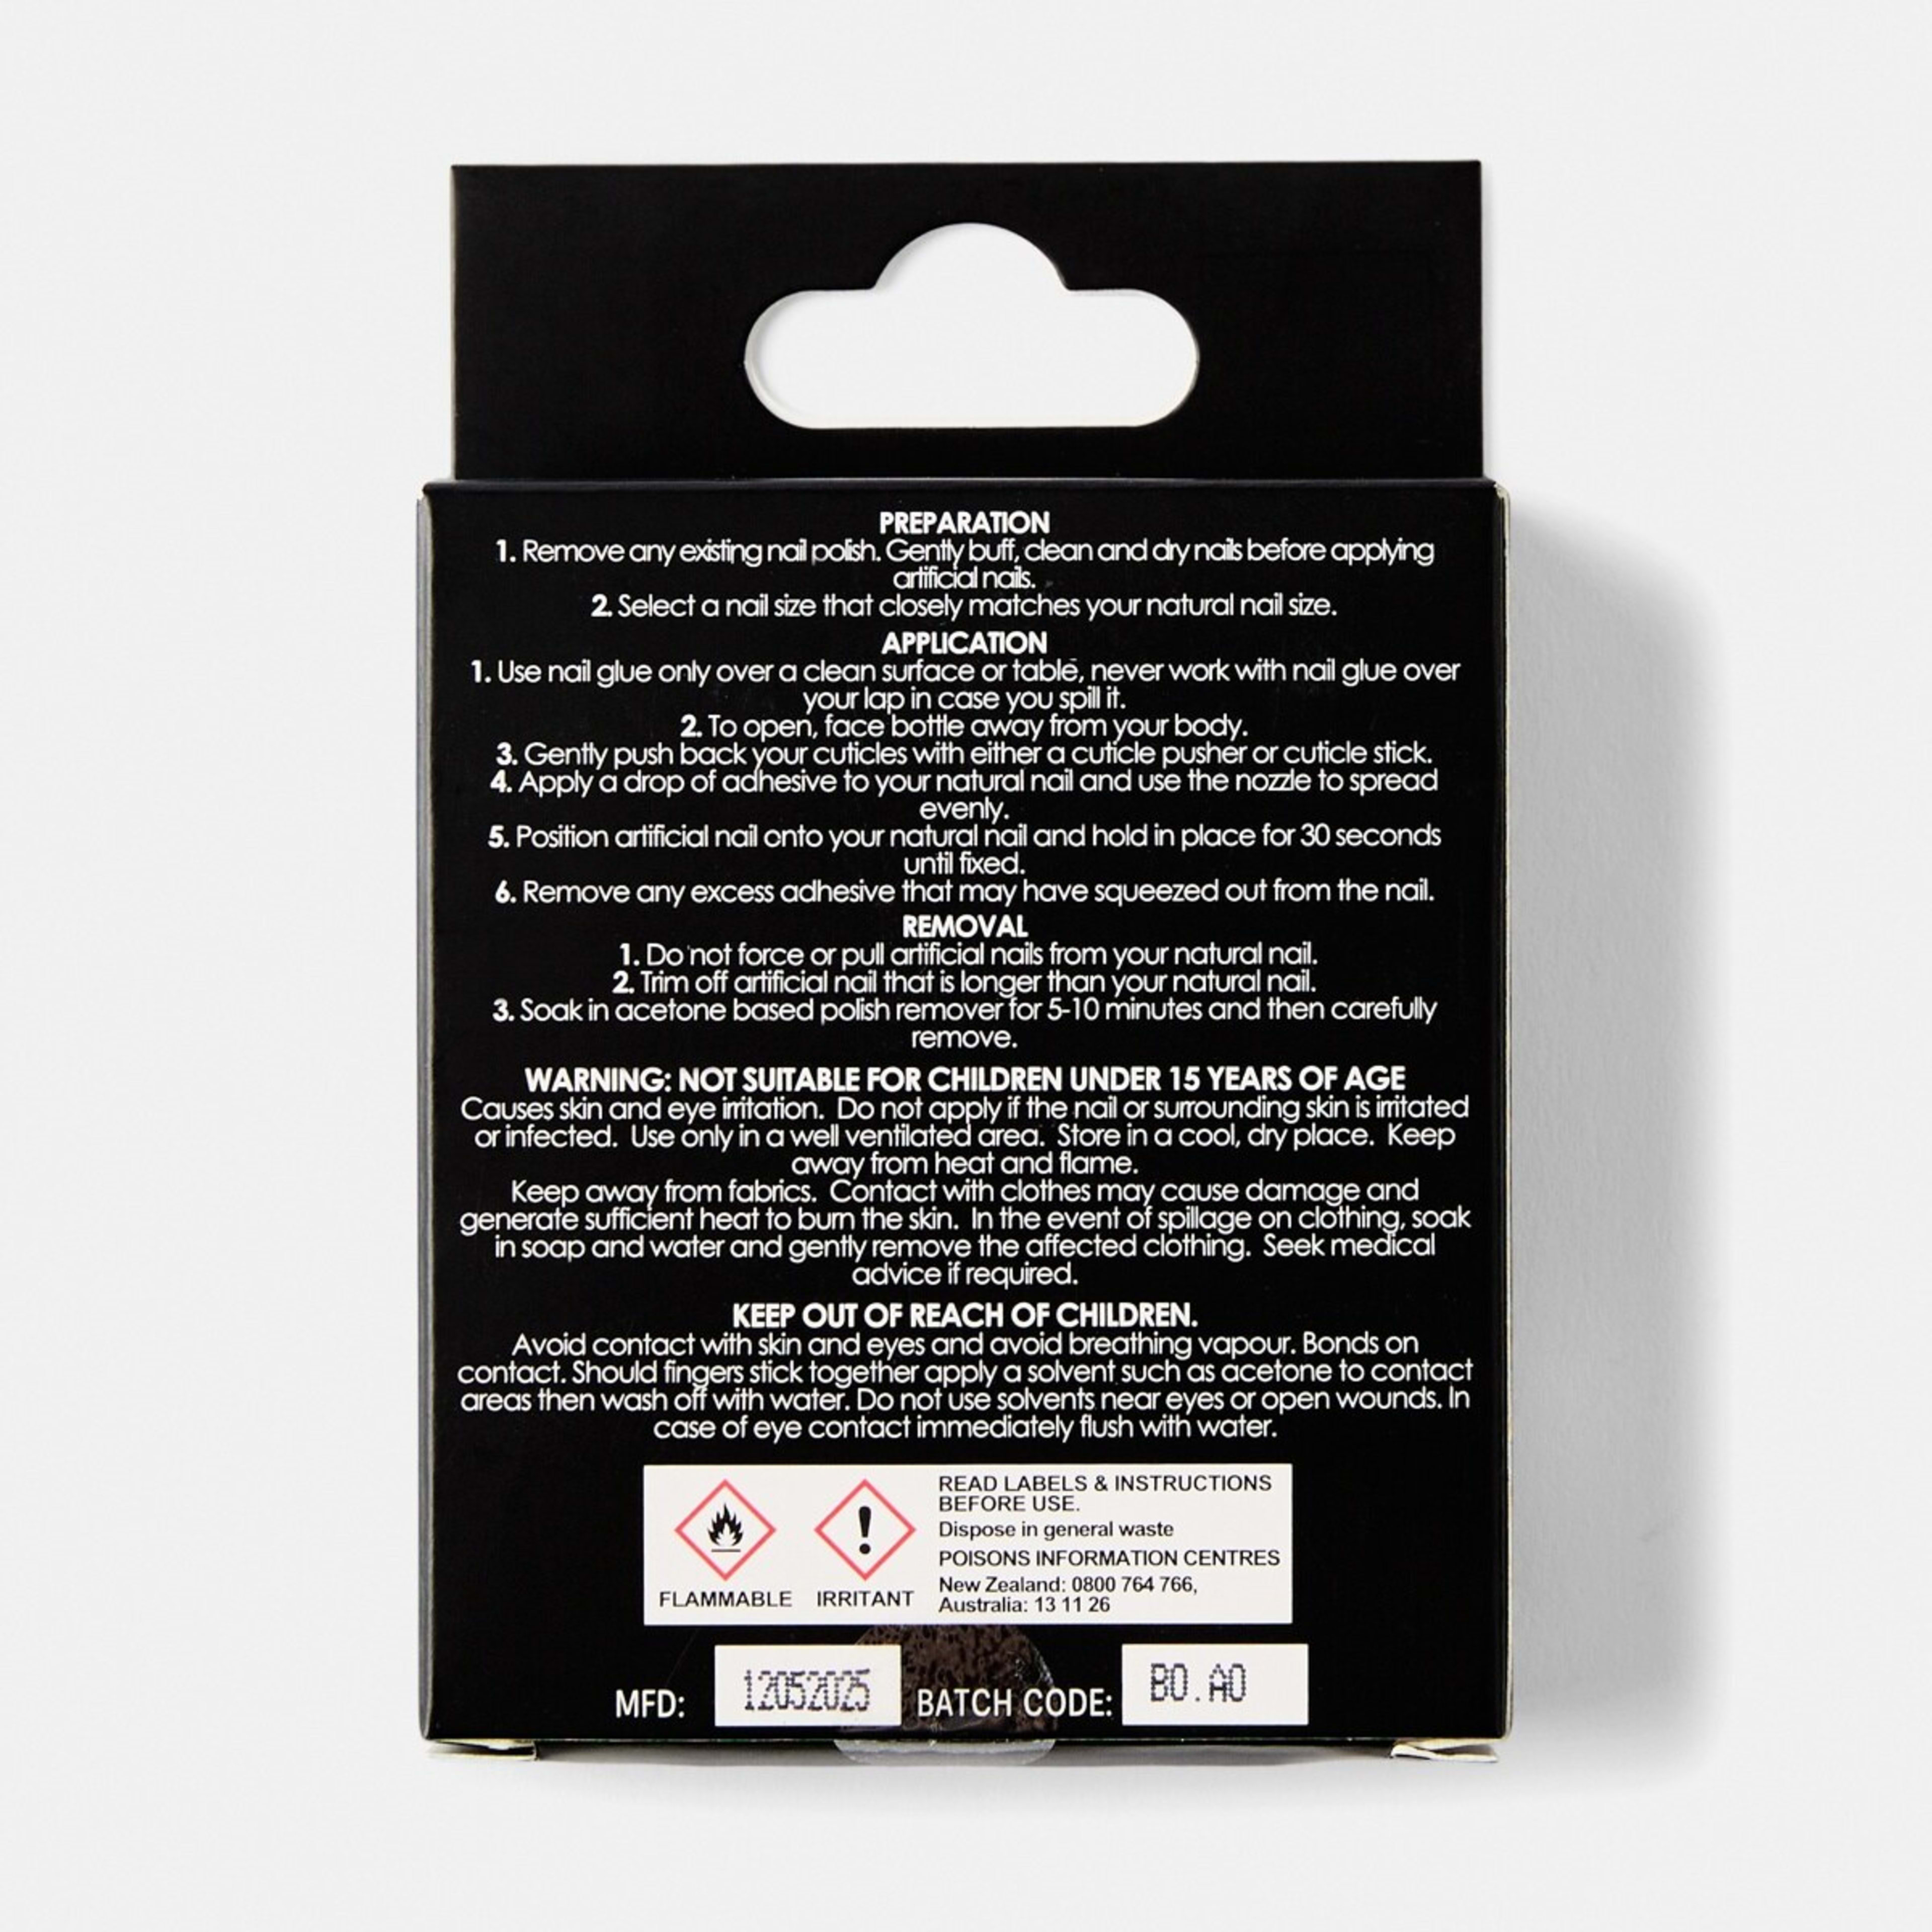 PREPARATION
1. Remove any existing nail polish. Gently buff, clean and dry nails before applying
artificial nails.
2. Select a nail size that closely matches your natural nail size.
APPLICATION
1. Use nail glue only over a clean surface or table, never work with nail glue over
your lap in case you spill it.
2. To open, face bottle away from your body.
3. Gently push back your cuticles with either a cuticle pusher or cuticle stick.
4. Apply a drop of adhesive to your natural nail and use the nozzle to spread
evenly.
5. Position artificial nail onto your natural nail and hold in place for 30 seconds
until fixed.
6. Remove any excess adhesive that may have squeezed out from the nail.
REMOVAL
1. Do not force or pull artificial nails from your natural nail.
2. Trim off artificial nail that is longer than your natural nail.
3. Soak in acetone based polish remover for 5-10 minutes and then carefully
remove.
WARNING: NOT SUITABLE FOR CHILDREN UNDER 15 YEARS OF AGE
Causes skin and eye irritation. Do not apply if the nail or surrounding skin is irritated
or infected. Use only in a well ventilated area. Store in a cool, dry place. Keep
away from heat and flame.
Keep away from fabrics. Contact with clothes may cause damage and
generate sufficient heat to burn the skin. In the event of spillage on clothing, soak
in soap and water and gently remove the affected clothing. Seek medical
advice if required.
KEEP OUT OF REACH OF CHILDREN.
Avoid contact with skin and eyes and avoid breathing vapour. Bonds on
contact. Should fingers stick together apply a solvent such as acetone to contact
areas then wash off with water. Do not use solvents near eyes or open wounds. In
case of eye contact immediately flush with water.
FLAMMABLE IRRITANT
READ LABELS & INSTRUCTIONS
BEFORE USE.
Dispose in general waste
POISONS INFORMATION CENTRES
New Zealand: 0800 764 766,
Australia: 13 11 26
MFD: 12052025 BATCH CODE: BO.AO